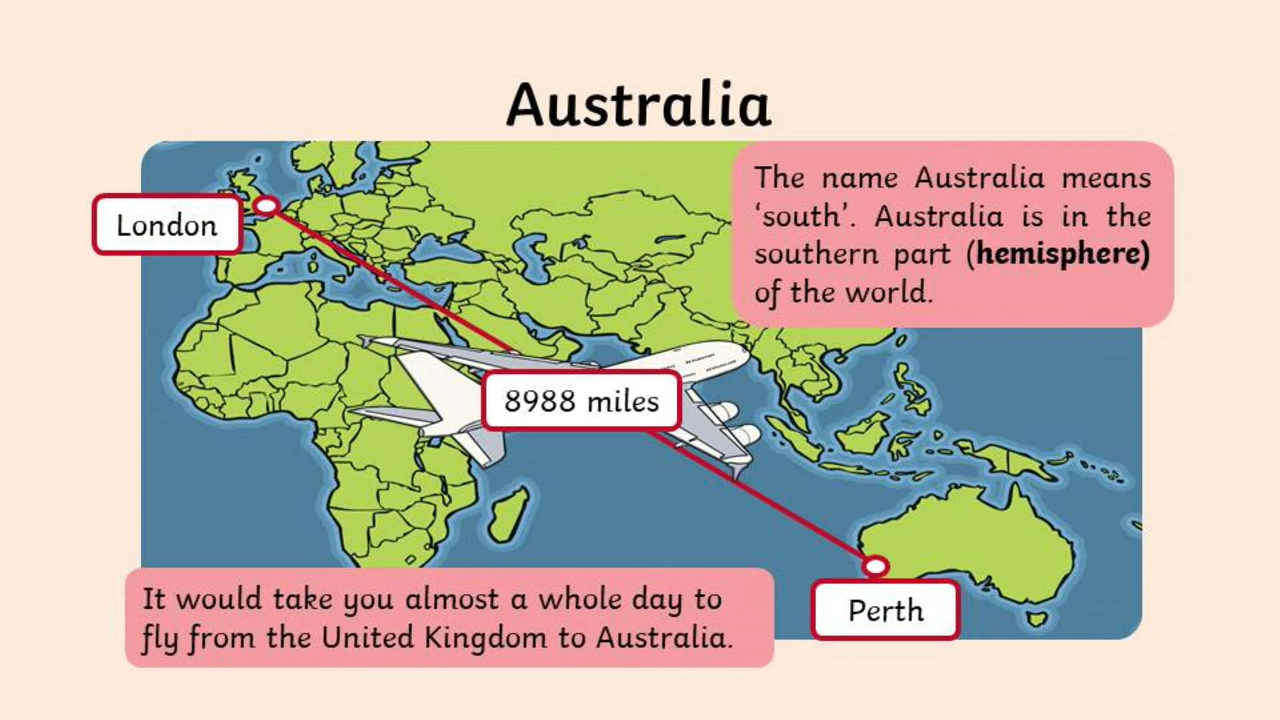 Australia
The name Australia means
‘south’. Australia is in the
southern part (hemisphere)
of the world.
London
8988 miles
It would take you almost a whole day to
fly from the United Kingdom to Australia.
Perth